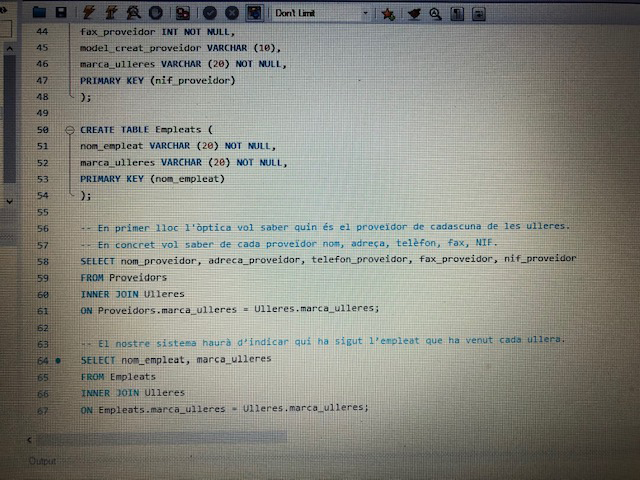 Don't Limit
44 fax_proveidor INT NOT NULL,
45 model_creat_proveidor VARCHAR (10),
46 marca_ulleres VARCHAR (20) NOT NULL,
47 PRIMARY KEY (nif_proveidor)
48 );
49
50 CREATE TABLE Empleats (
51 nom_empleat VARCHAR (20) NOT NULL,
52 marca_ulleres VARCHAR (20) NOT NULL,
53 PRIMARY KEY (nom_empleat)
54 );
55
56 -- En primer lloc l'òptica vol saber quin és el proveïdor de cadascuna de les ulleres.
57 -- En concret vol saber de cada proveïdor nom, adreça, telèfon, fax, NIF.
58 SELECT nom_proveidor, adreca_proveidor, telefon_proveidor, fax_proveidor, nif_proveidor
59 FROM Proveidors
60 INNER JOIN Ulleres
61 ON Proveidors.marca_ulleres = Ulleres.marca_ulleres;
62
63 -- El nostre sistema haurà d'indicar qui ha sigut l'empleat que ha venut cada ullera.
64 SELECT nom_empleat, marca_ulleres
65 FROM Empleats
66 INNER JOIN Ulleres
67 ON Empleats.marca_ulleres = Ulleres.marca_ulleres;
Output